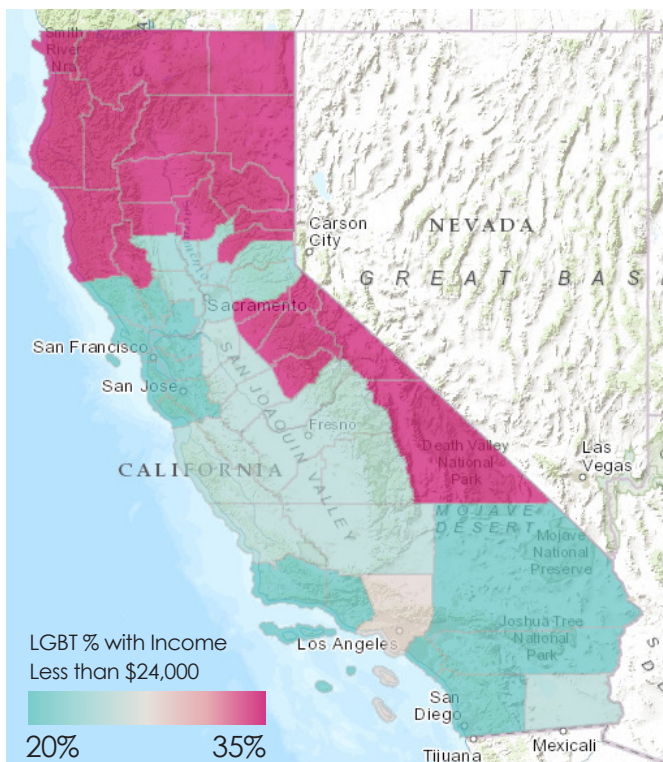 Smith
River
Nra
Carson
City
NEVADA
GREAT BAS
Sacramento
San Francisco
San Jose
SAN JOAQUIN VALLEY
Fresno
CALIFORNIA
Death Valley
National
Park
Las
Vegas
MOJAVE
DESERT
Mojave
National
Preserve
Joshua Tree
National
Park
Los Angeles
San
Diego
Tijuana
Mexicali
LGBT % with Income
Less than $24,000
20% 35%